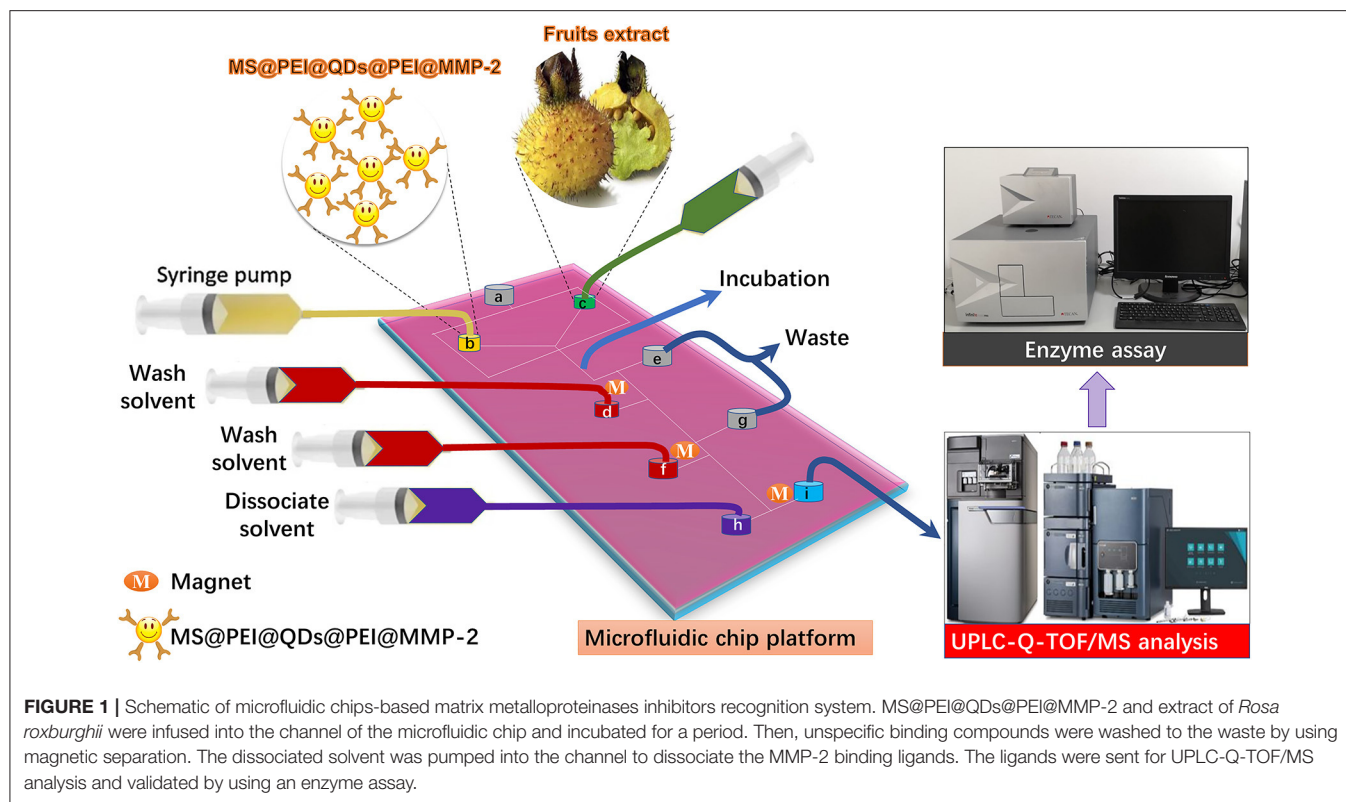 Fruits extract
MS@PEI@QDs@PEI@MMP-2
Syringe pump
a
c
b
Incubation
Waste
e
Wash
solvent
M
d
g
Wash
solvent
M
f
Dissociate
solvent
M
i
h
M Magnet
MS@PEI@QDs@PEI@MMP-2
Microfluidic chip platform
Enzyme assay
UPLC-Q-TOF/MS analysis
FIGURE 1 | Schematic of microfluidic chips-based matrix metalloproteinases inhibitors recognition system. MS@PEI@QDs@PEI@MMP-2 and extract of Rosa
roxburghii were infused into the channel of the microfluidic chip and incubated for a period. Then, unspecific binding compounds were washed to the waste by using
magnetic separation. The dissociated solvent was pumped into the channel to dissociate the MMP-2 binding ligands. The ligands were sent for UPLC-Q-TOF/MS
analysis and validated by using an enzyme assay.